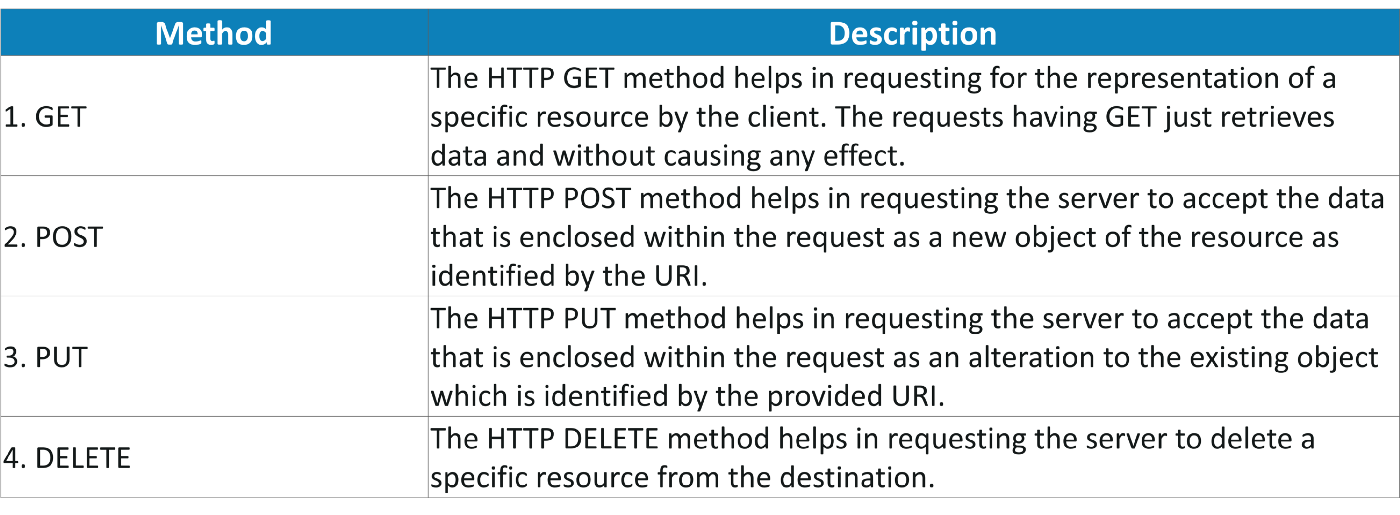 Method
Description
1. GET
The HTTP GET method helps in requesting for the representation of a
specific resource by the client. The requests having GET just retrieves
data and without causing any effect.
2. POST
The HTTP POST method helps in requesting the server to accept the data
that is enclosed within the request as a new object of the resource as
identified by the URI.
3. PUT
The HTTP PUT method helps in requesting the server to accept the data
that is enclosed within the request as an alteration to the existing object
which is identified by the provided URI.
4. DELETE
The HTTP DELETE method helps in requesting the server to delete a
specific resource from the destination.